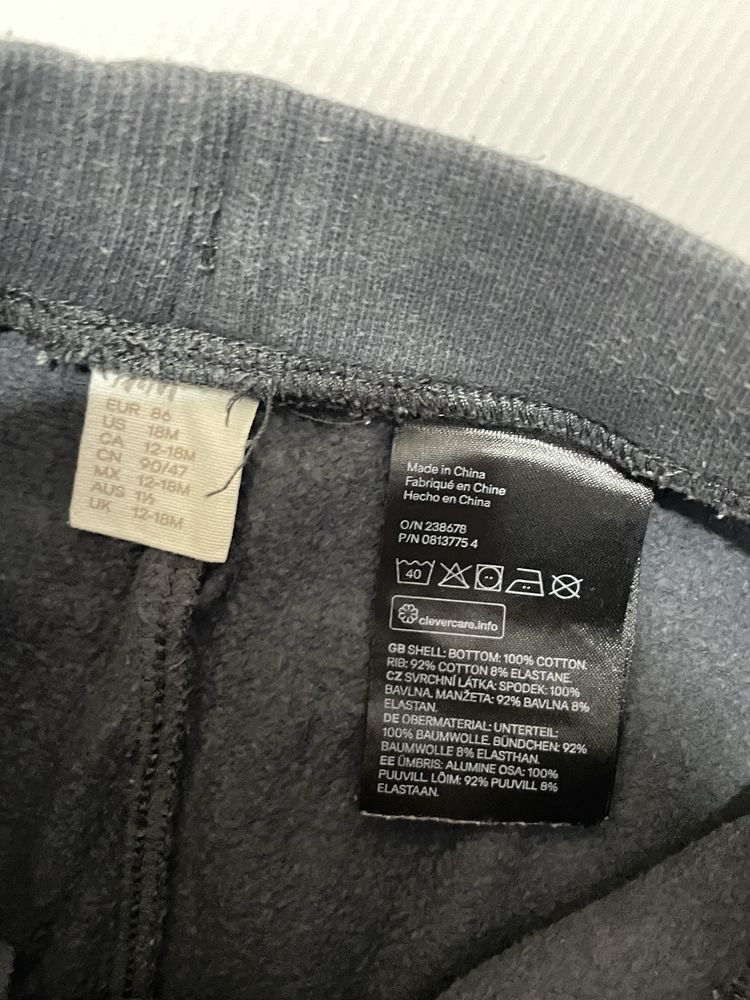 H&M
EUR 86
US 18M
CA 12-18M
CN 90/47
MX -18M
AUS
UK 12-18M
Made in China
Fabriqué en Chine
Hecho en China
O/N 238678
P/N 0813775 4
40
clevercare.info
GB SHELL: BOTTOM: 100% COTTON.
RIB: 92% COTTON 8% ELASTANE.
CZ SVRCHNÍ LÁTKA: SPODEK: 100%
BAVLNA. MANŽETA: 92% BAVLNA 8%
ELASTAN.
DE OBERMATERIAL: UNTERTEIL:
100% BAUMWOLLE. BÜNDCHEN: 92%
BAUMWOLLE 8% ELASTHAN.
EE ÜMBRIS: ALUMINE OSA: 100%
PUUVILL LÕIM: 92% PUUVILL 8%
ELASTAAN.